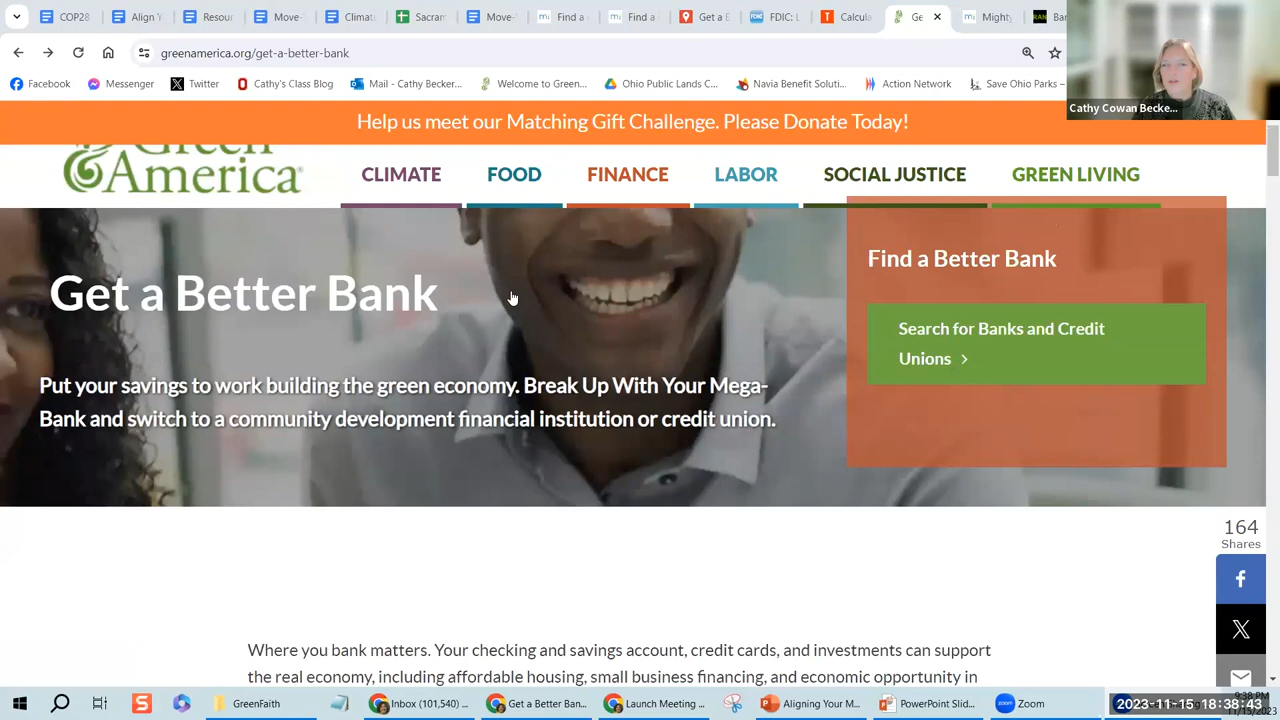 COP28
Align Y
Resour
Move-
Climat
Sacram
Move-
Find a
Find a
Get a B
FDIC: L
Calcula
Ge
Mighty
Ban
greenamerica.org/get-a-better-bank
Facebook
Messenger
Twitter
Cathy's Class Blog
Mail - Cathy Becker...
Welcome to Green...
Ohio Public Lands C...
Navia Benefit Soluti...
Action Network
Save Ohio Parks –
Cathy Cowan Becke...
Help us meet our Matching Gift Challenge. Please Donate Today!
Green
America
CLIMATE
FOOD
FINANCE
LABOR
SOCIAL JUSTICE
GREEN LIVING
Get a Better Bank
Put your savings to work building the green economy. Break Up With Your Mega-
Bank and switch to a community development financial institution or credit union.
Find a Better Bank
Search for Banks and Credit
Unions >
164
Shares
Where you bank matters. Your checking and savings account, credit cards, and investments can support
the real economy, including affordable housing, small business financing, and economic opportunity in
GreenFaith
Inbox (101,540) ...
Get a Better Ban...
Launch Meeting ...
Aligning Your M...
PowerPoint Slid...
Zoom
9:38 PM
11/15/2023
2023-11-15 18:38:43